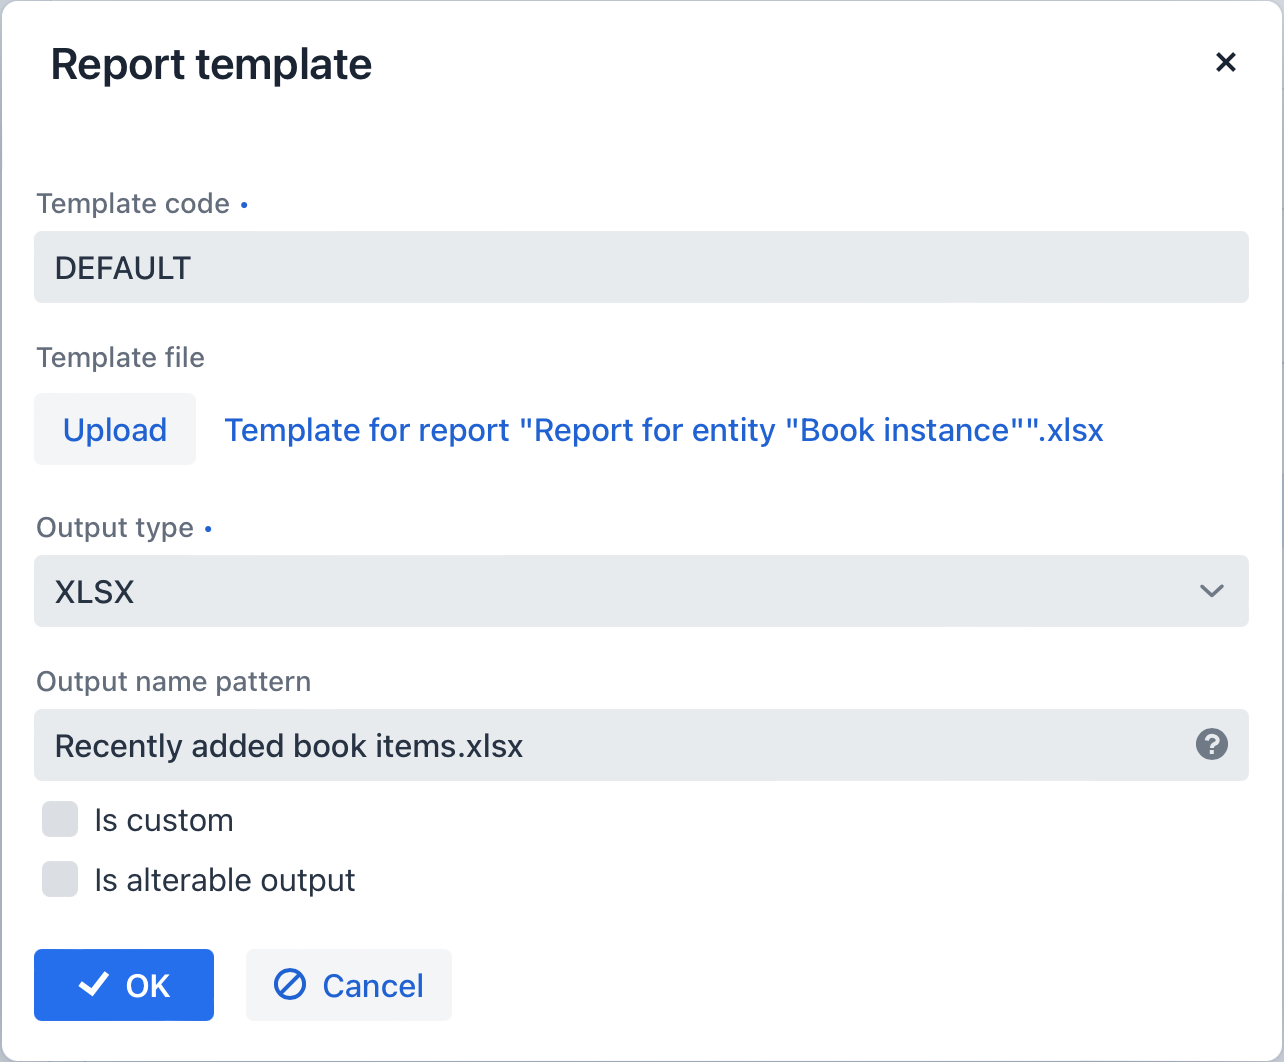 Report template
Template code •
DEFAULT
Template file
Upload Template for report "Report for entity "Book instance"".xlsx
Output type •
XLSX
Output name pattern
Recently added book items.xlsx
Is custom
Is alterable output
OK Cancel